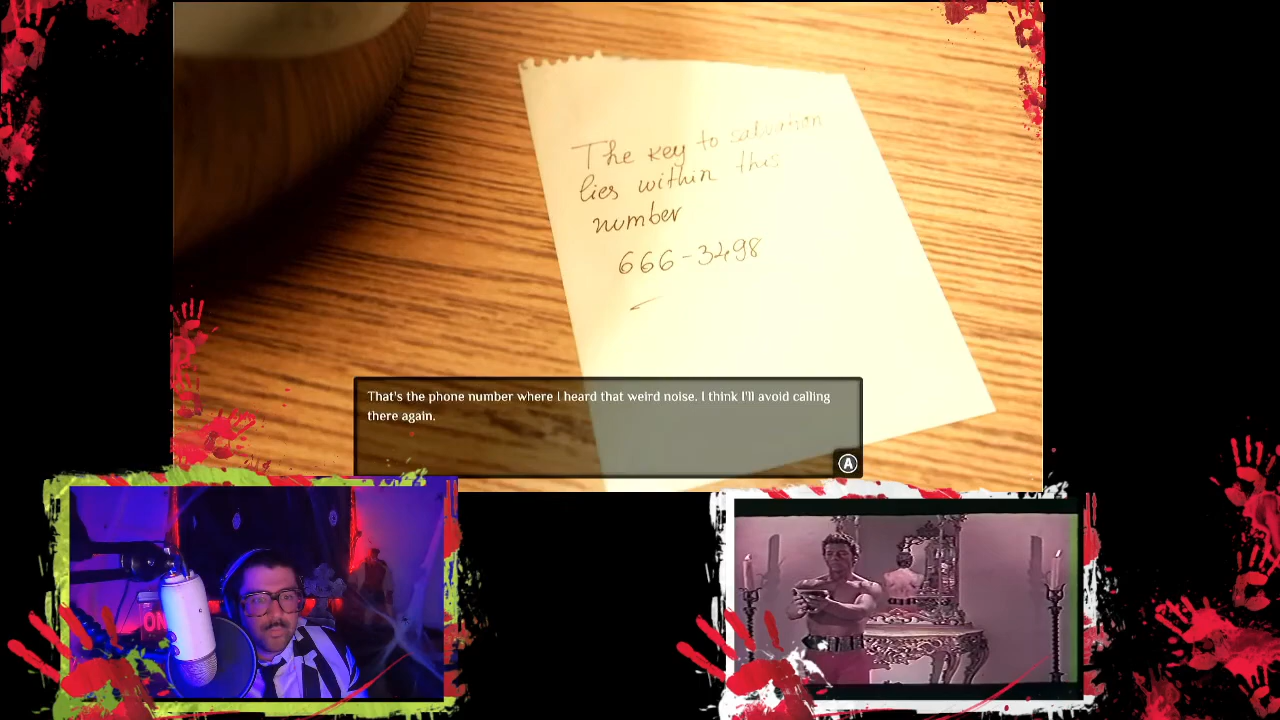 The key to salvation
lies within this
number
666-3498
That's the phone number where I heard that weird noise. I think I'll avoid calling
there again.
A
ON